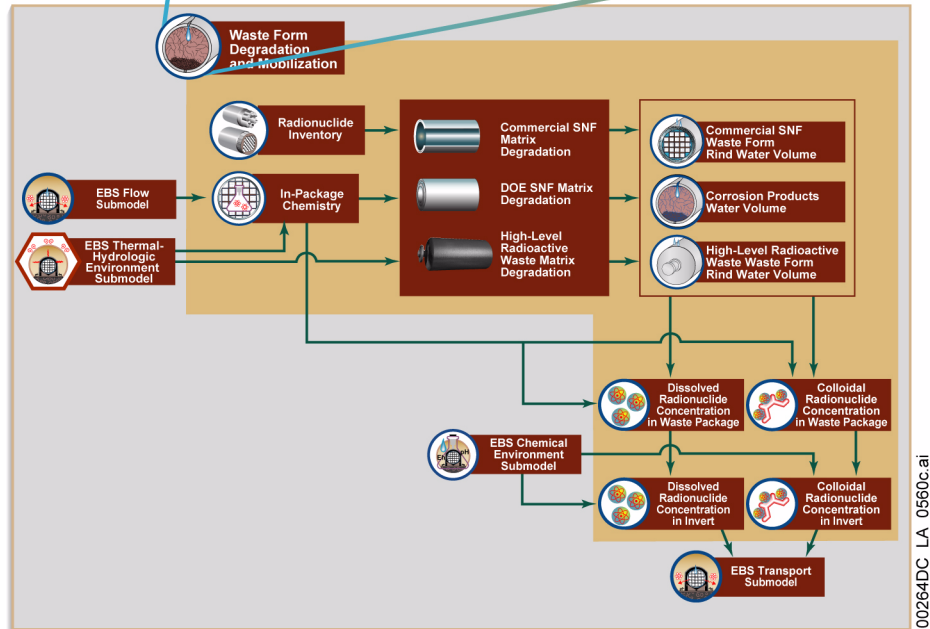 Waste Form
Degradation
and Mobilization
Radionuclide
Inventory
Commercial SNF
Matrix
Degradation
Commercial SNF
Waste Form
Rind Water Volume
EBS Flow
Submodel
In-Package
Chemistry
DOE SNF Matrix
Degradation
Corrosion Products
Water Volume
EBS Thermal-
Hydrologic
Environment
Submodel
High-Level
Radioactive
Waste Matrix
Degradation
High-Level Radioactive
Waste Waste Form
Rind Water Volume
Dissolved
Radionuclide
Concentration
in Waste Package
Colloidal
Radionuclide
Concentration
in Waste Package
EBS Chemical
Environment
Submodel
pH
Dissolved
Radionuclide
Concentration
in Invert
Colloidal
Radionuclide
Concentration
in Invert
EBS Transport
Submodel
00264DC LA 0560c.ai